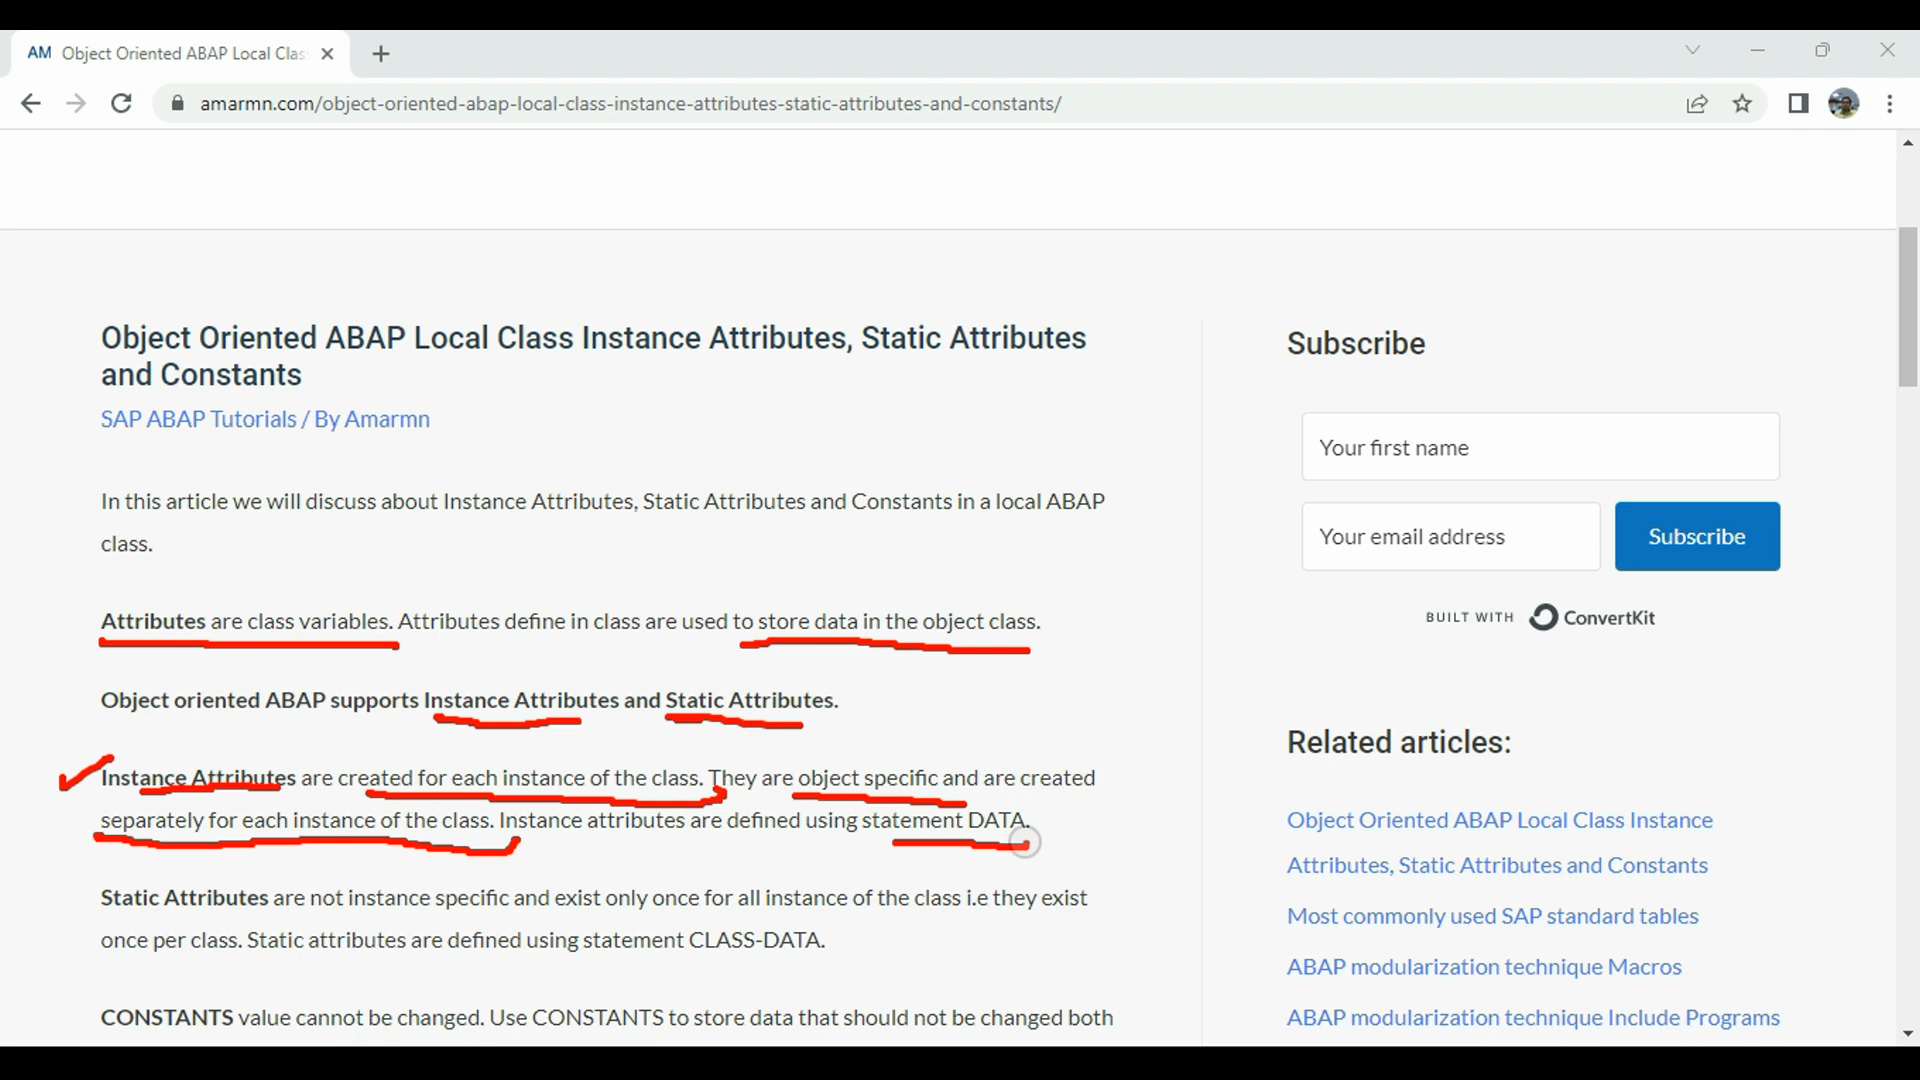 AM Object Oriented ABAP Local Clas
amarmn.com/object-oriented-abap-local-class-instance-attributes-static-attributes-and-constants/
Object Oriented ABAP Local Class Instance Attributes, Static Attributes
and Constants
SAP ABAP Tutorials / By Amarmn
In this article we will discuss about Instance Attributes, Static Attributes and Constants in a local ABAP
class.
Attributes are class variables. Attributes define in class are used to store data in the object class.
Object oriented ABAP supports Instance Attributes and Static Attributes.
Instance Attributes are created for each instance of the class. They are object specific and are created
separately for each instance of the class. Instance attributes are defined using statement DATA.
Static Attributes are not instance specific and exist only once for all instance of the class i.e they exist
once per class. Static attributes are defined using statement CLASS-DATA.
CONSTANTS value cannot be changed. Use CONSTANTS to store data that should not be changed both
Subscribe
Your first name
Your email address
Subscribe
BUILT WITH ConvertKit
Related articles:
Object Oriented ABAP Local Class Instance
Attributes, Static Attributes and Constants
Most commonly used SAP standard tables
ABAP modularization technique Macros
ABAP modularization technique Include Programs